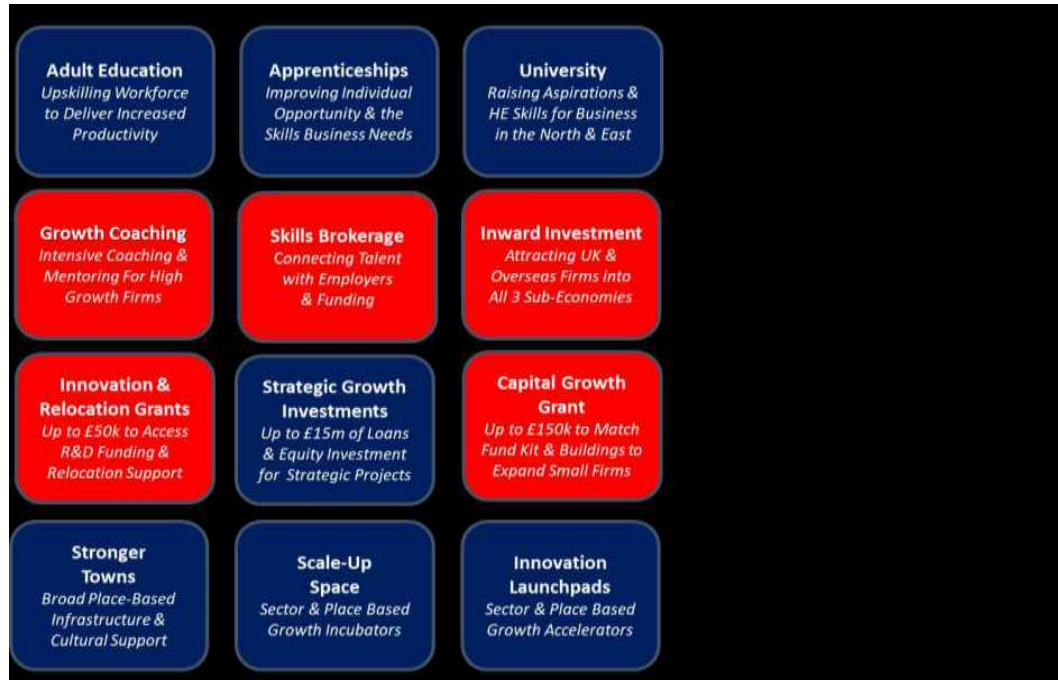 Adult Education
Upskilling Workforce
to Deliver Increased
Productivity
Apprenticeships
Improving Individual
Opportunity & the
Skills Business Needs
University
Raising Aspirations &
HE Skills for Business
in the North & East
Growth Coaching
Intensive Coaching &
Mentoring For High
Growth Firms
Skills Brokerage
Connecting Talent
with Employers
& Funding
Inward Investment
Attracting UK &
Overseas Firms into
All 3 Sub-Economies
Innovation &
Relocation Grants
Up to £50k to Access
R&D Funding &
Relocation Support
Strategic Growth
Investments
Up to £15m of Loans
& Equity Investment
for Strategic Projects
Capital Growth
Grant
Up to £150k to Match
Fund Kit & Buildings to
Expand Small Firms
Stronger
Towns
Broad Place-Based
Infrastructure &
Cultural Support
Scale-Up
Space
Sector & Place Based
Growth Incubators
Innovation
Launchpads
Sector & Place Based
Growth Accelerators